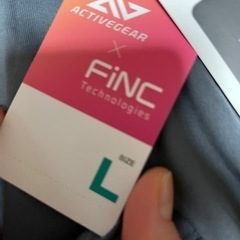 ACTIVEGEAR
×
FiNC
Technologies
SIZE
L